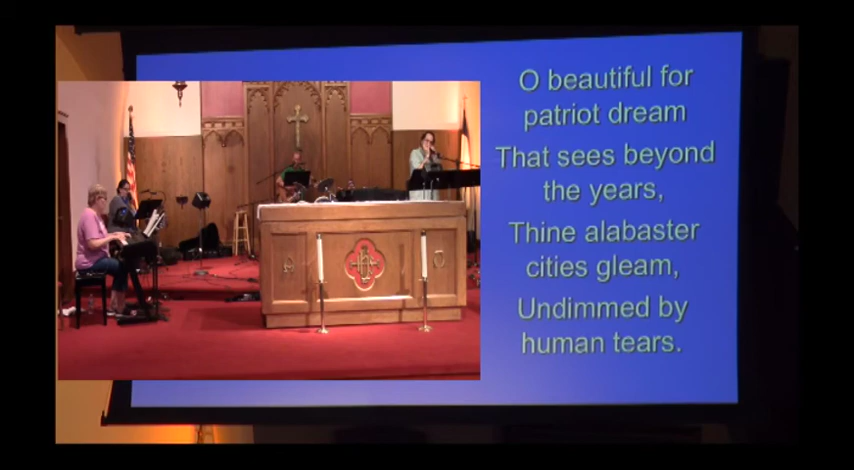 O beautiful for
patriot dream
That sees beyond
the years,
Thine alabaster
cities gleam,
Undimmed by
human tears.